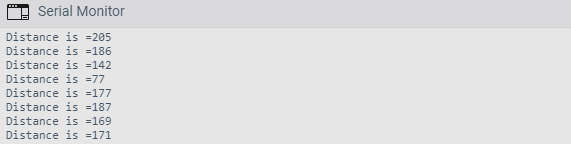 Serial Monitor
Distance is =205
Distance is =186
Distance is =142
Distance is =77
Distance is =177
Distance is =187
Distance is =169
Distance is =171